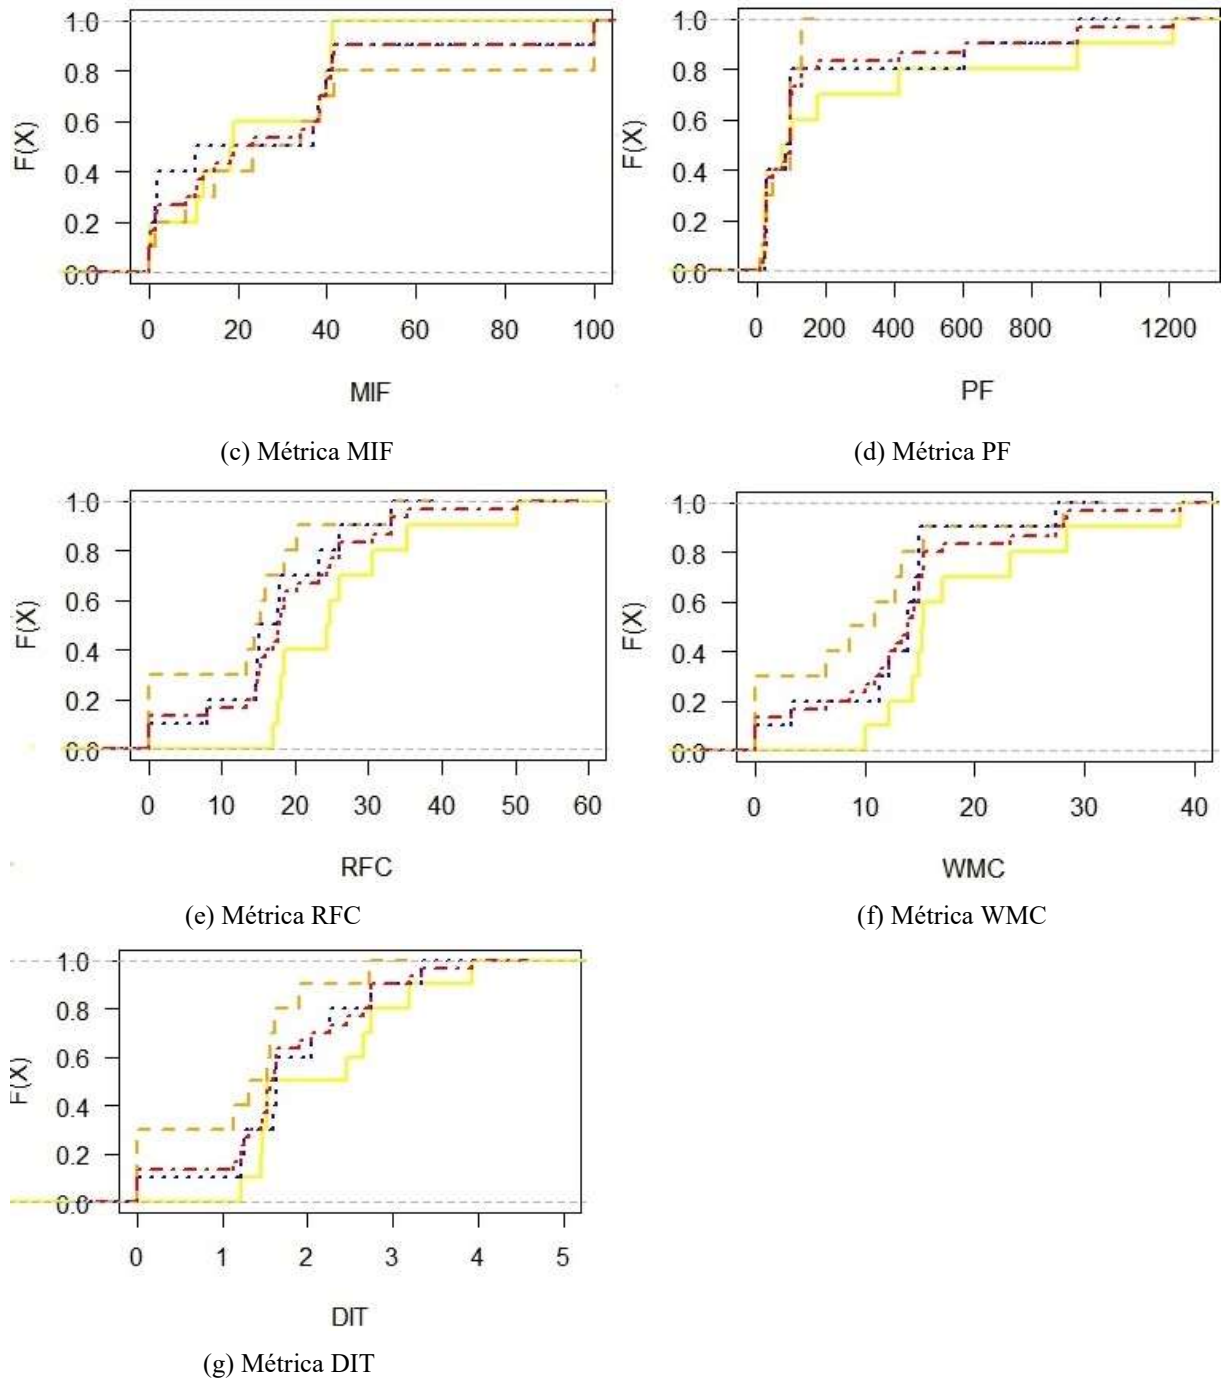 1.0
0.8
0.6
0.4
0.2
0.0
F(X)
0 20 40 60 80 100
MIF
(c) Métrica MIF
1.0
0.8
0.6
0.4
0.2
0.0
F(X)
0 200 400 600 800 1200
PF
(d) Métrica PF
1.0
0.8
0.6
0.4
0.2
0.0
F(X)
0 10 20 30 40 50 60
RFC
(e) Métrica RFC
1.0
0.8
0.6
0.4
0.2
0.0
F(X)
0 10 20 30 40
WMC
(f) Métrica WMC
1.0
0.8
0.6
0.4
0.2
0.0
F(X)
0 1 2 3 4 5
DIT
(g) Métrica DIT